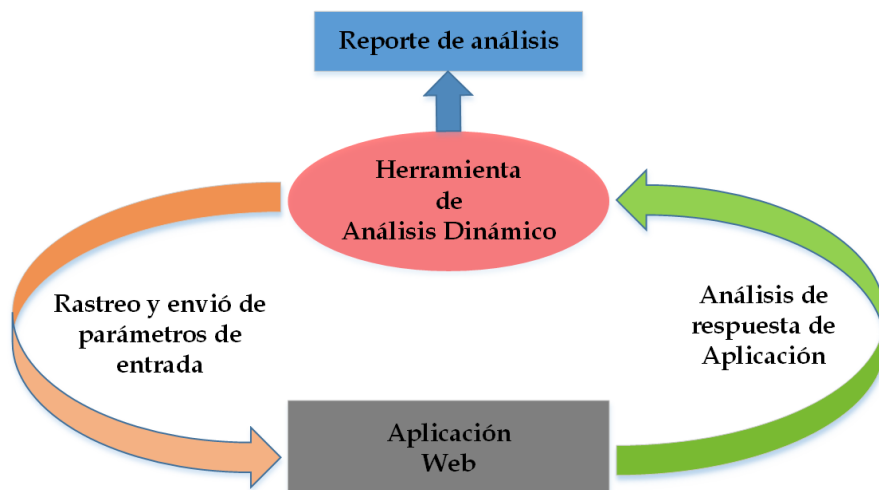 Reporte de análisis
Herramienta
de
Análisis Dinámico
Rastreo y envió de
parámetros de
entrada
Análisis de
respuesta de
Aplicación
Aplicación
Web